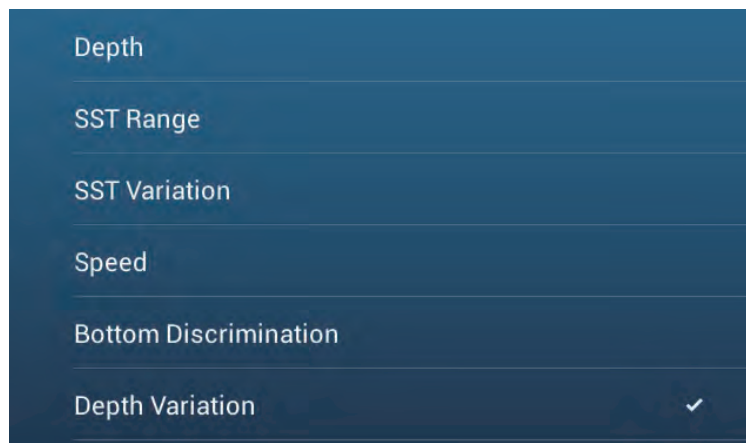 Depth
SST Range
SST Variation
Speed
Bottom Discrimination
Depth Variation